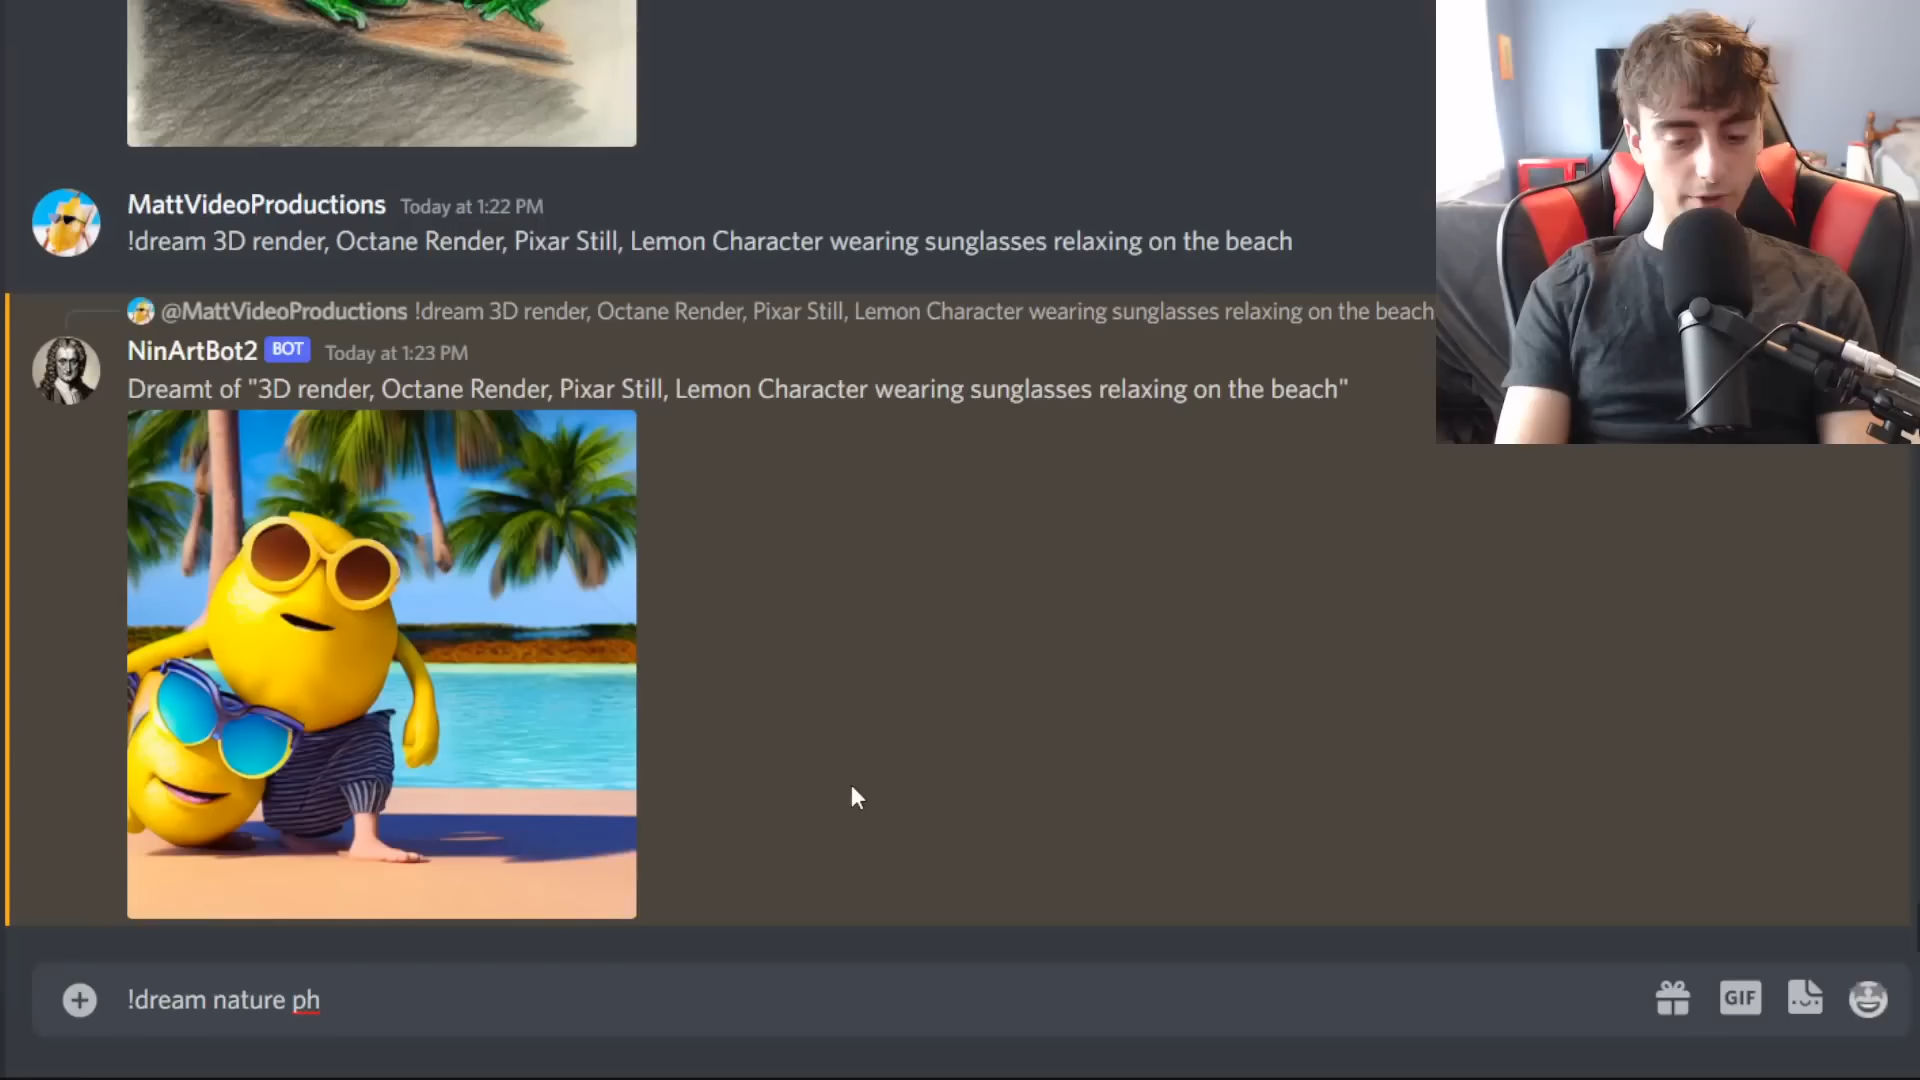 MattVideoProductions Today at 1:22 PM
!dream 3D render, Octane Render, Pixar Still, Lemon Character wearing sunglasses relaxing on the beach
@MattVideoProductions !dream 3D render, Octane Render, Pixar Still, Lemon Character wearing sunglasses relaxing on the beach
NinArtBot2 BOT Today at 1:23 PM
Dreamt of "3D render, Octane Render, Pixar Still, Lemon Character wearing sunglasses relaxing on the beach"
!dream nature ph
GIF